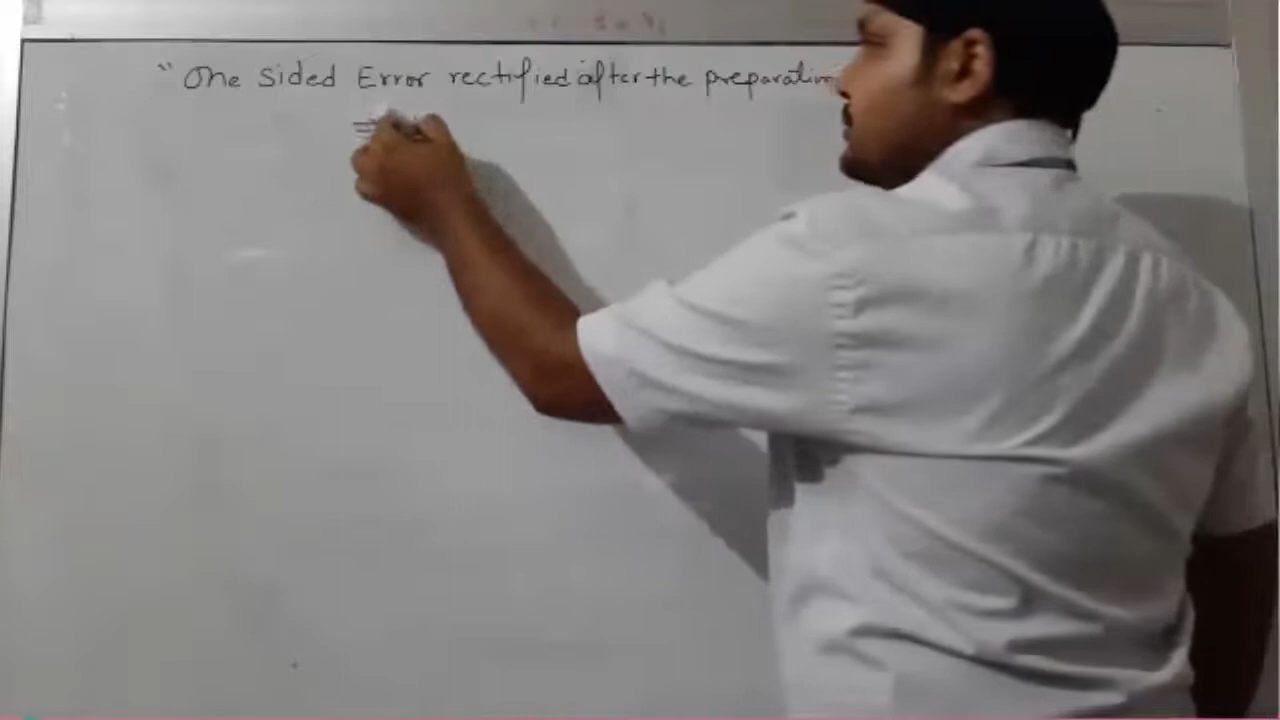 " One sided Error rectified after the preparation